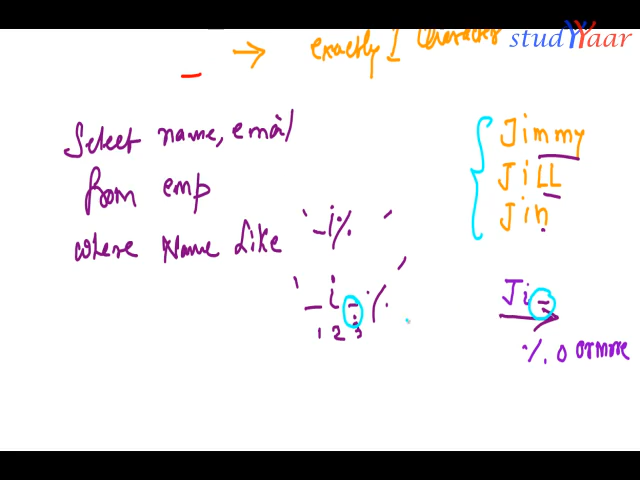 _ → exactly 1 character
studYYaar
Select name, email
from emp
where Name Like '_i%'
'_i_%'
1 2 3
Jimmy
JiLL
Jin
Ji_
% 0 or more